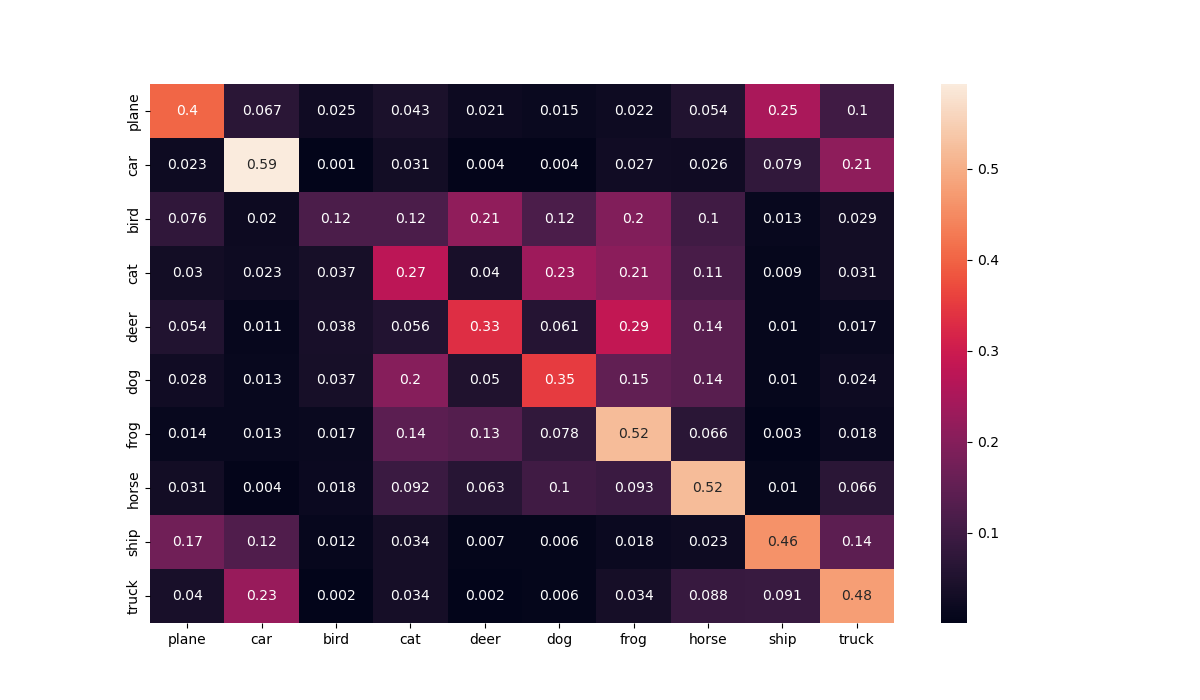 plane 0.4 0.067 0.025 0.043 0.021 0.015 0.022 0.054 0.25 0.1
car 0.023 0.59 0.001 0.031 0.004 0.004 0.027 0.026 0.079 0.21
bird 0.076 0.02 0.12 0.12 0.21 0.12 0.2 0.1 0.013 0.029
cat 0.03 0.023 0.037 0.27 0.04 0.23 0.21 0.11 0.009 0.031
deer 0.054 0.011 0.038 0.056 0.33 0.061 0.29 0.14 0.01 0.017
dog 0.028 0.013 0.037 0.2 0.05 0.35 0.15 0.14 0.01 0.024
frog 0.014 0.013 0.017 0.14 0.13 0.078 0.52 0.066 0.003 0.018
horse 0.031 0.004 0.018 0.092 0.063 0.1 0.093 0.52 0.01 0.066
ship 0.17 0.12 0.012 0.034 0.007 0.006 0.018 0.023 0.46 0.14
truck 0.04 0.23 0.002 0.034 0.002 0.006 0.034 0.088 0.091 0.48
plane car bird cat deer dog frog horse ship truck
0.5
0.4
0.3
0.2
0.1